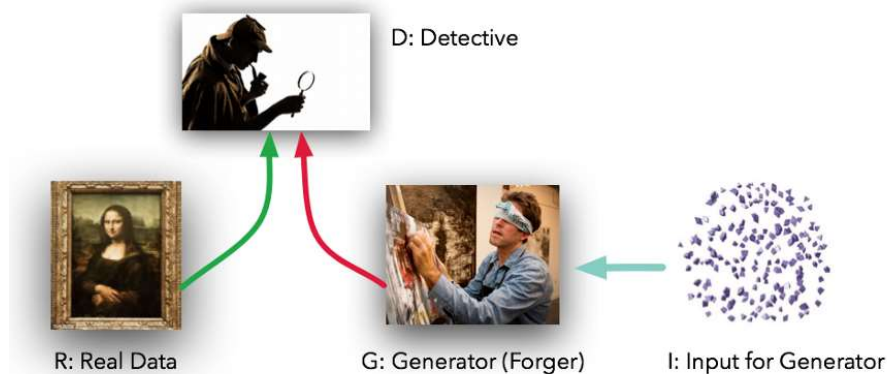 D: Detective
R: Real Data
G: Generator (Forger)
I: Input for Generator